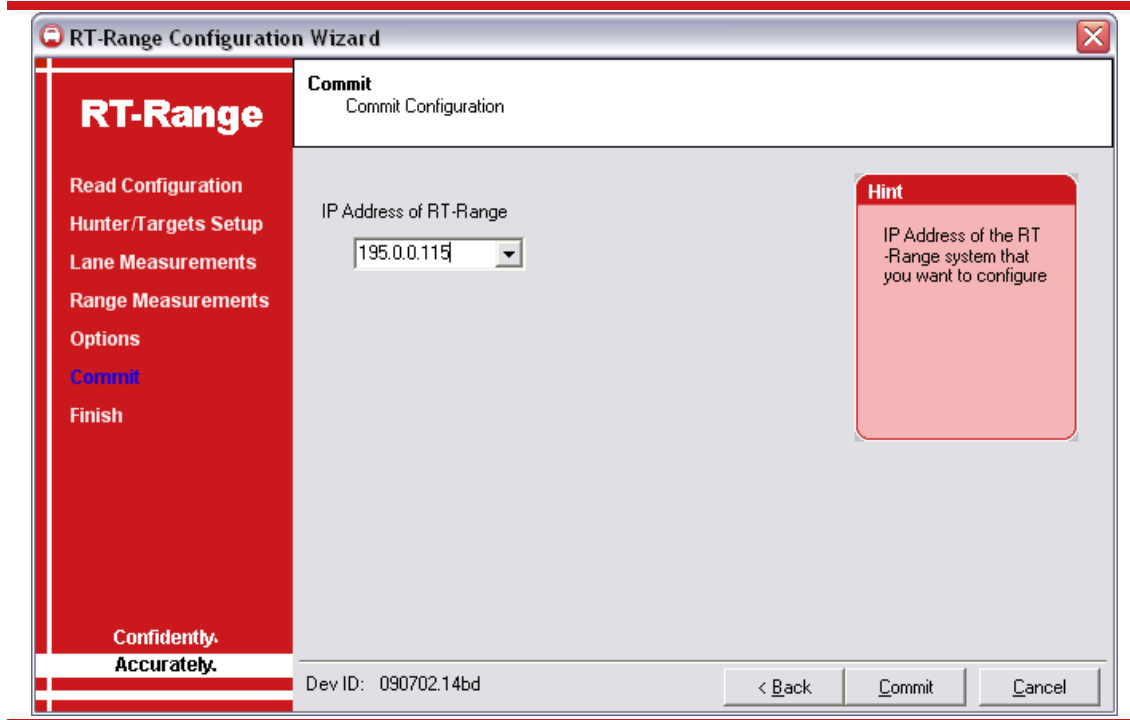 RT-Range Configuration Wizard
RT-Range
Read Configuration
Hunter/Targets Setup
Lane Measurements
Range Measurements
Options
Commit
Finish
Confidently.
Accurately.
Commit
Commit Configuration
IP Address of RT-Range
195.0.0.115
Hint
IP Address of the RT
-Range system that
you want to configure
Dev ID: 090702.14bd
< Back
Commit
Cancel